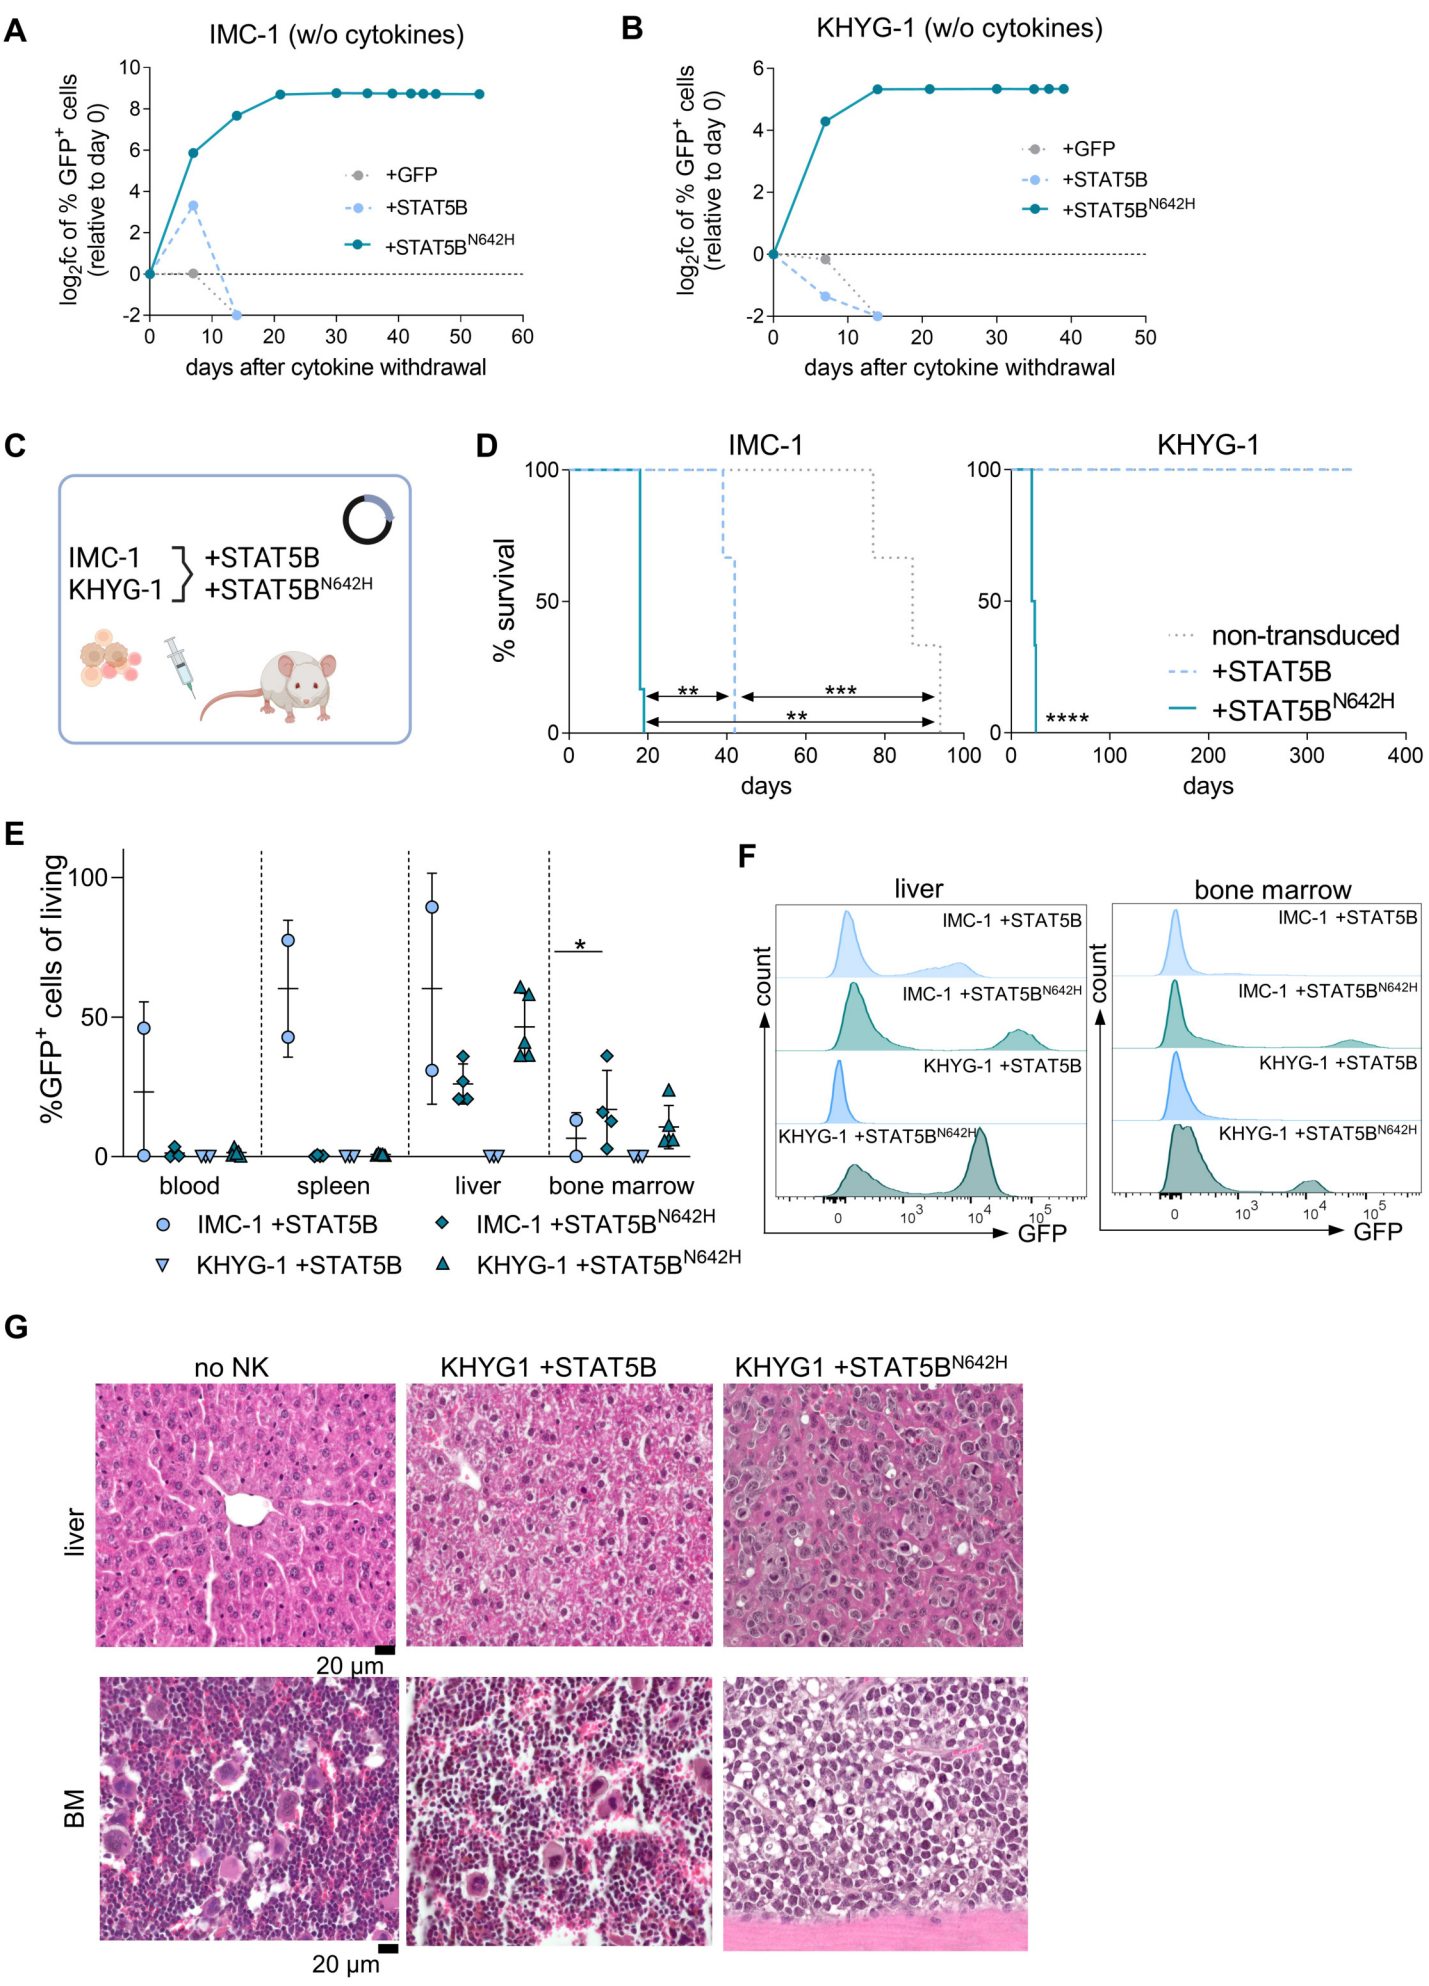 A
IMC-1 (w/o cytokines)
log2fc of % GFP+ cells
(relative to day 0)
10
8
6
4
2
0
-2
0 10 20 30 40 50 60
days after cytokine withdrawal
+GFP
+STAT5B
+STAT5BN642H
B
KHYG-1 (w/o cytokines)
log2fc of % GFP+ cells
(relative to day 0)
6
4
2
0
-2
0 10 20 30 40 50
days after cytokine withdrawal
+GFP
+STAT5B
+STAT5BN642H
C
IMC-1
KHYG-1
+STAT5B
+STAT5BN642H
D
IMC-1
% survival
100
50
0
0 20 40 60 80 100
days
**
***
**
KHYG-1
100
50
0
0 100 200 300 400
days
****
non-transduced
+STAT5B
+STAT5BN642H
E
%GFP+ cells of living
100
50
0
*
blood spleen liver bone marrow
IMC-1 +STAT5B
IMC-1 +STAT5BN642H
KHYG-1 +STAT5B
KHYG-1 +STAT5BN642H
F
liver
count
IMC-1 +STAT5B
IMC-1 +STAT5BN642H
KHYG-1 +STAT5B
KHYG-1 +STAT5BN642H
0 103 104 105
GFP
bone marrow
count
IMC-1 +STAT5B
IMC-1 +STAT5BN642H
KHYG-1 +STAT5B
KHYG-1 +STAT5BN642H
0 103 104 105
GFP
G
no NK
KHYG1 +STAT5B
KHYG1 +STAT5BN642H
liver
20 µm
BM
20 µm